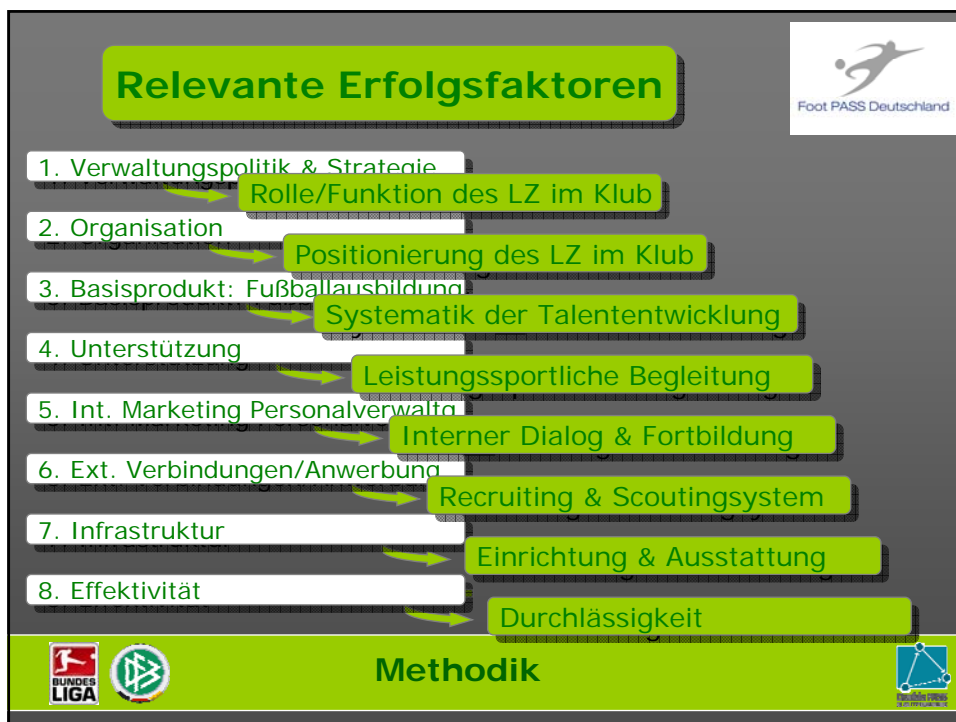 Relevante Erfolgsfaktoren
Foot PASS Deutschland
1. Verwaltungspolitik & Strategie
Rolle/Funktion des LZ im Klub
2. Organisation
Positionierung des LZ im Klub
3. Basisprodukt: Fußballausbildung
Systematik der Talententwicklung
4. Unterstützung
Leistungssportliche Begleitung
5. Int. Marketing Personalverwaltg
Interner Dialog & Fortbildung
6. Ext. Verbindungen/Anwerbung
Recruiting & Scoutingsystem
7. Infrastruktur
Einrichtung & Ausstattung
8. Effektivität
Durchlässigkeit
BUNDES
LIGA
DFB
Methodik